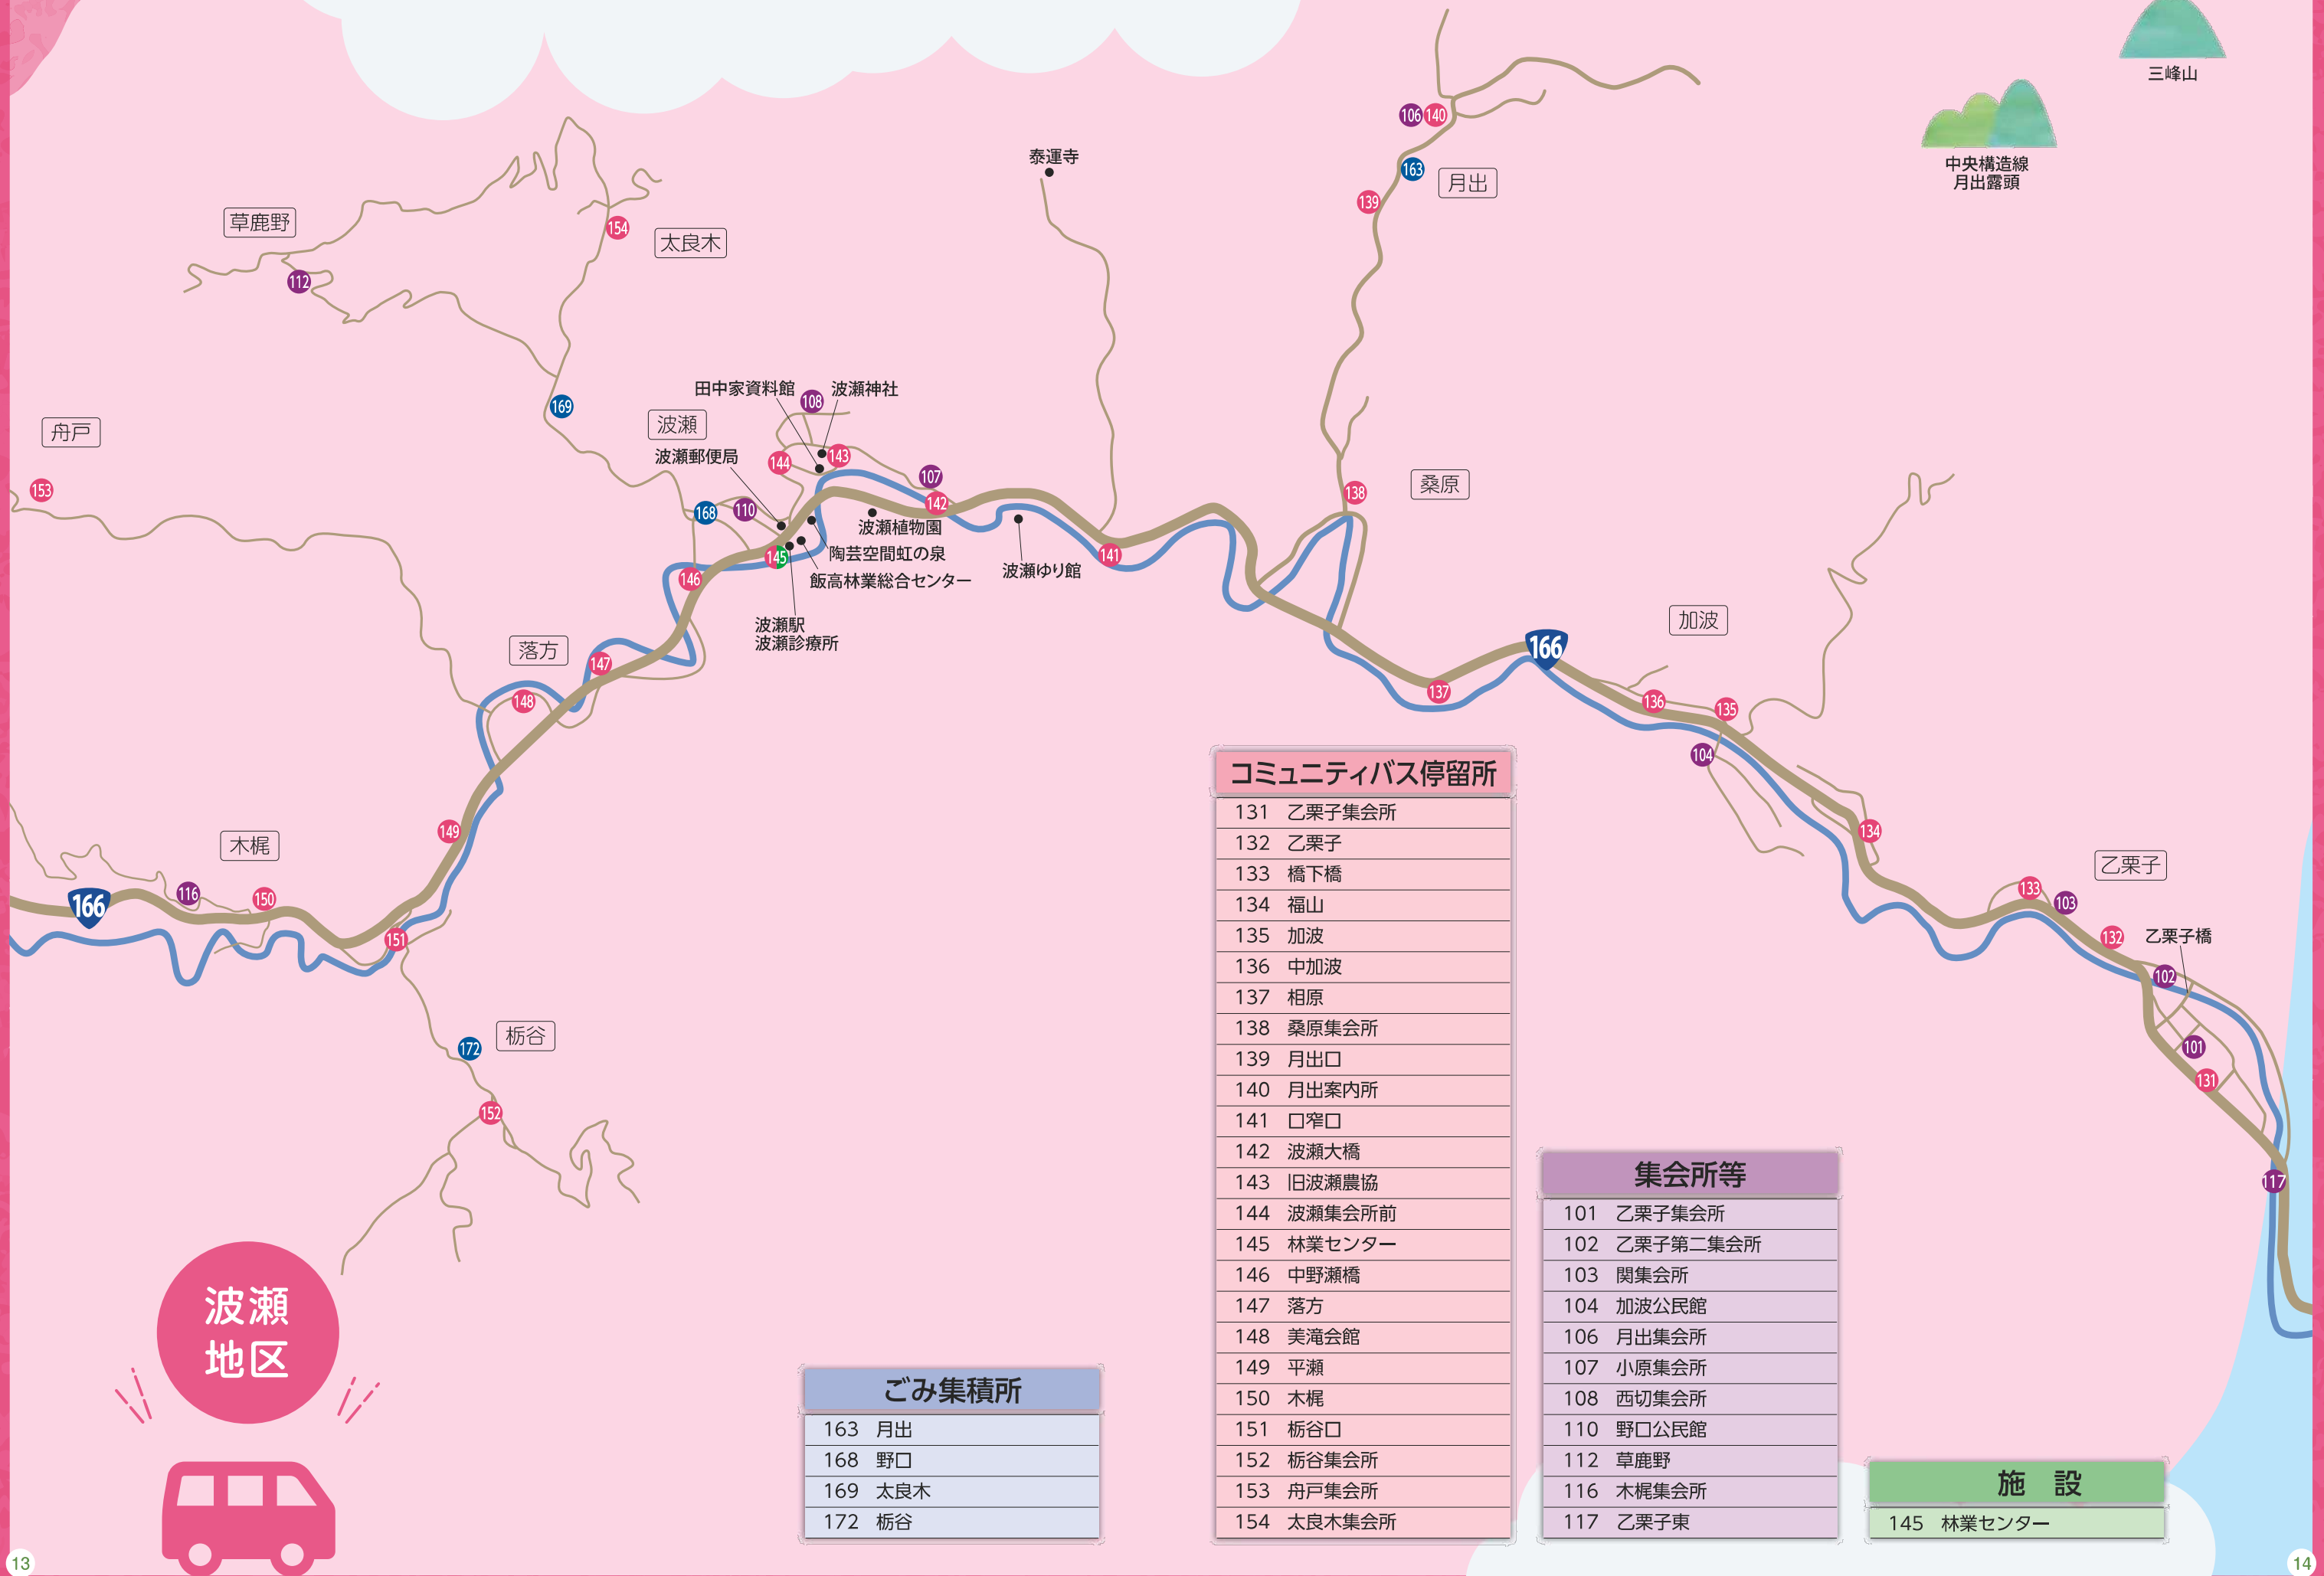 三峰山
中央構造線
月出露頭
106
140
163
139
月出
泰運寺
草鹿野
154
太良木
112
169
舟戸
153
田中家資料館
波瀬神社
108
波瀬
波瀬郵便局
144
143
107
168
110
142
138
桑原
波瀬植物園
陶芸空間虹の泉
145
飯高林業総合センター
波瀬ゆり館
141
146
波瀬駅
波瀬診療所
落方
147
148
137
166
加波
136
135
104
149
134
木梶
116
150
166
151
乙栗子
133
103
132
乙栗子橋
102
101
131
117
栃谷
172
152
波瀬
地区
ごみ集積所
163 月出
168 野口
169 太良木
172 栃谷
コミュニティバス停留所
131 乙栗子集会所
132 乙栗子
133 橋下橋
134 福山
135 加波
136 中加波
137 相原
138 桑原集会所
139 月出口
140 月出案内所
141 口窄口
142 波瀬大橋
143 旧波瀬農協
144 波瀬集会所前
145 林業センター
146 中野瀬橋
147 落方
148 美滝会館
149 平瀬
150 木梶
151 栃谷口
152 栃谷集会所
153 舟戸集会所
154 太良木集会所
集会所等
101 乙栗子集会所
102 乙栗子第二集会所
103 関集会所
104 加波公民館
106 月出集会所
107 小原集会所
108 西切集会所
110 野口公民館
112 草鹿野
116 木梶集会所
117 乙栗子東
施 設
145 林業センター
13
14